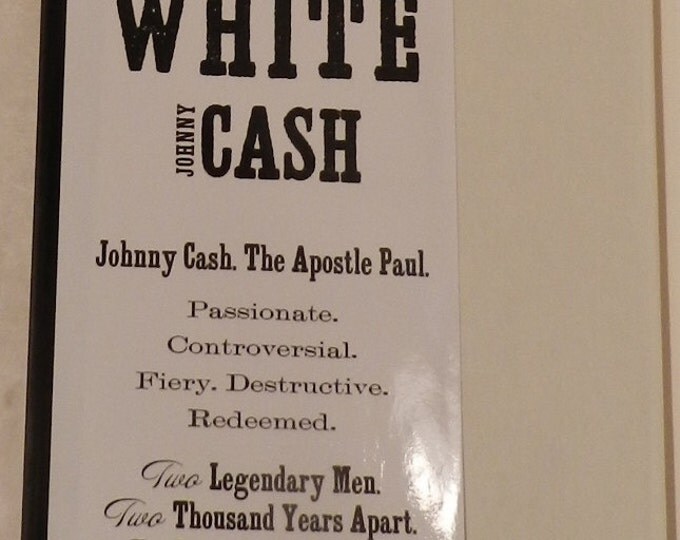 WHITE
JOHNNY CASH
Johnny Cash. The Apostle Paul.
Passionate.
Controversial.
Fiery. Destructive.
Redeemed.
Two Legendary Men.
Two Thousand Years Apart.